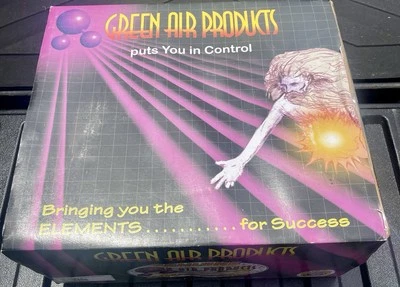 GREEN AIR PRODUCTS
puts You in Control
Bringing you the
ELEMENTS............for Success
GREEN AIR PRODUCTS